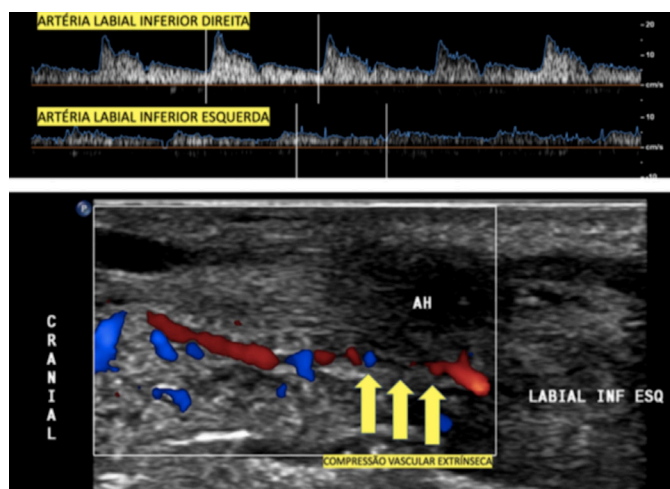 ARTÉRIA LABIAL INFERIOR DIREITA
20
10
cm/s
ARTÉRIA LABIAL INFERIOR ESQUERDA
10
cm/s
-10
P
AH
CRANIAL
LABIAL INF ESQ
COMPRESSÃO VASCULAR EXTRÍNSECA